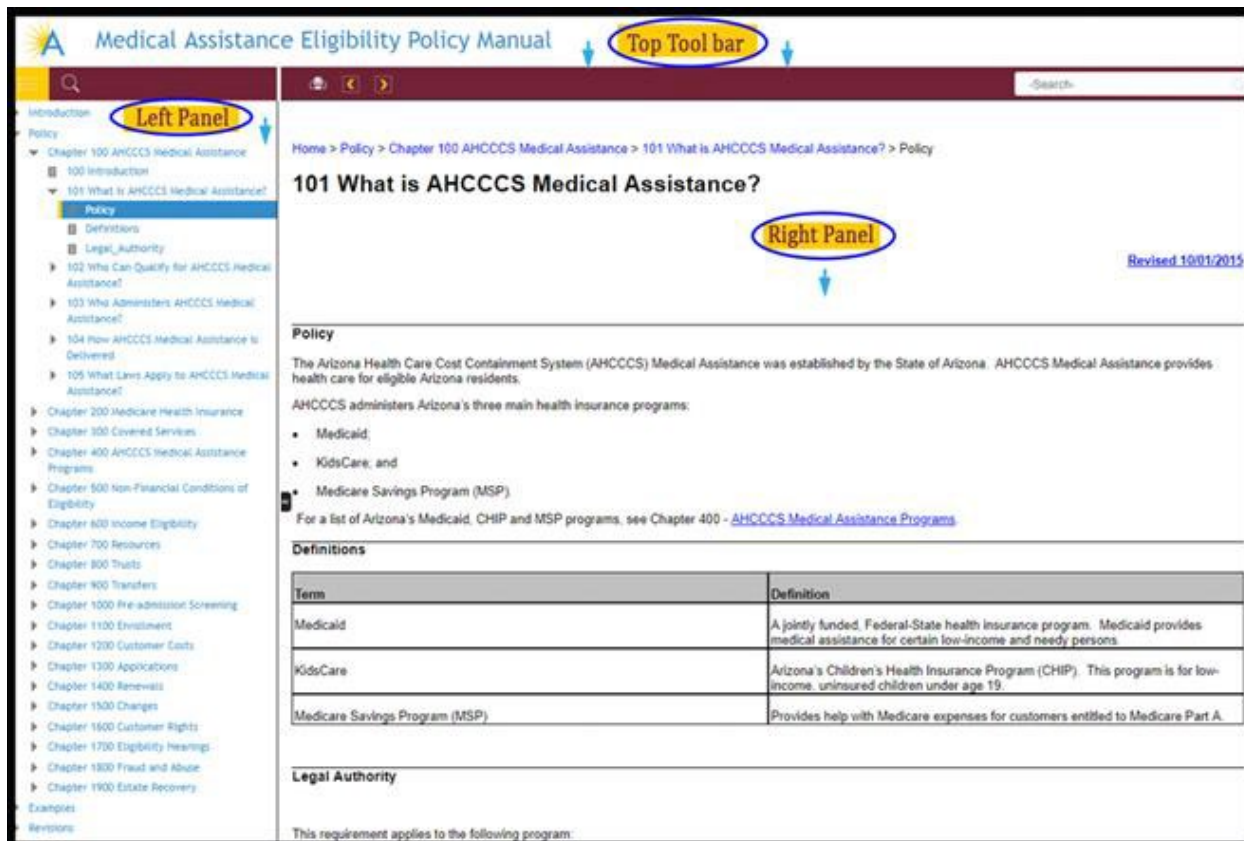 Medical Assistance Eligibility Policy Manual
Top Tool bar
-Search-
Left Panel
Introduction
Policy
Chapter 100 AHCCCS Medical Assistance
100 Introduction
101 What is AHCCCS Medical Assistance?
Policy
Definitions
Legal_Authority
102 Who Can Qualify for AHCCCS Medical
Assistance?
103 Who Administers AHCCCS Medical
Assistance?
104 How AHCCCS Medical Assistance is
Delivered
105 What Laws Apply to AHCCCS Medical
Assistance?
Chapter 200 Medicare Health Insurance
Chapter 300 Covered Services
Chapter 400 AHCCCS Medical Assistance
Programs
Chapter 500 Non-Financial Conditions of
Eligibility
Chapter 600 Income Eligibility
Chapter 700 Resources
Chapter 800 Trusts
Chapter 900 Transfers
Chapter 1000 Pre-admission Screening
Chapter 1100 Enrollment
Chapter 1200 Customer Costs
Chapter 1300 Applications
Chapter 1400 Renewals
Chapter 1500 Changes
Chapter 1600 Customer Rights
Chapter 1700 Eligibility Hearings
Chapter 1800 Fraud and Abuse
Chapter 1900 Estate Recovery
Examples
Revisions
Home > Policy > Chapter 100 AHCCCS Medical Assistance > 101 What is AHCCCS Medical Assistance? > Policy
101 What is AHCCCS Medical Assistance?
Right Panel
Revised 10/01/2015
Policy
The Arizona Health Care Cost Containment System (AHCCCS) Medical Assistance was established by the State of Arizona. AHCCCS Medical Assistance provides
health care for eligible Arizona residents.
AHCCCS administers Arizona's three main health insurance programs:
• Medicaid;
• KidsCare; and
• Medicare Savings Program (MSP).
For a list of Arizona's Medicaid, CHIP and MSP programs, see Chapter 400 - AHCCCS Medical Assistance Programs.
Definitions
Term Definition
Medicaid A jointly funded, Federal-State health insurance program. Medicaid provides
medical assistance for certain low-income and needy persons.
KidsCare Arizona's Children's Health Insurance Program (CHIP). This program is for low-
income, uninsured children under age 19.
Medicare Savings Program (MSP) Provides help with Medicare expenses for customers entitled to Medicare Part A.
Legal Authority
This requirement applies to the following program: